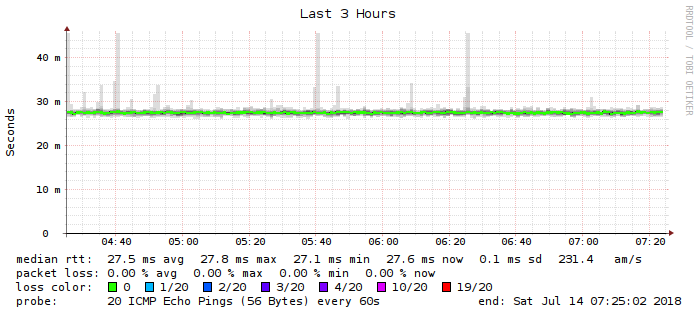 Last 3 Hours
RRDTOOL / TOBI OETIKER
Seconds
40 m
30 m
20 m
10 m
0
04:40 05:00 05:20 05:40 06:00 06:20 06:40 07:00 07:20
median rtt: 27.5 ms avg 27.8 ms max 27.1 ms min 27.6 ms now 0.1 ms sd 231.4 am/s
packet loss: 0.00 % avg 0.00 % max 0.00 % min 0.00 % now
loss color: 0 1/20 2/20 3/20 4/20 10/20 19/20
probe: 20 ICMP Echo Pings (56 Bytes) every 60s end: Sat Jul 14 07:25:02 2018